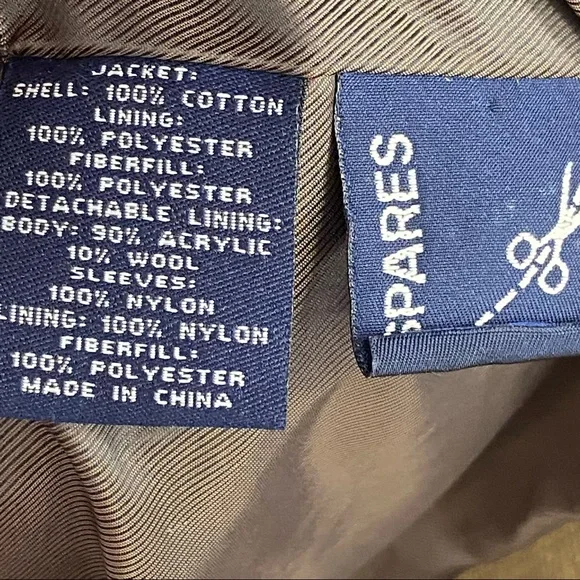 JACKET:
SHELL: 100% COTTON
LINING:
100% POLYESTER
FIBERFILL:
100% POLYESTER
DETACHABLE LINING:
BODY: 90% ACRYLIC
10% WOOL
SLEEVES:
100% NYLON
LINING: 100% NYLON
FIBERFILL:
100% POLYESTER
MADE IN CHINA
SPARES